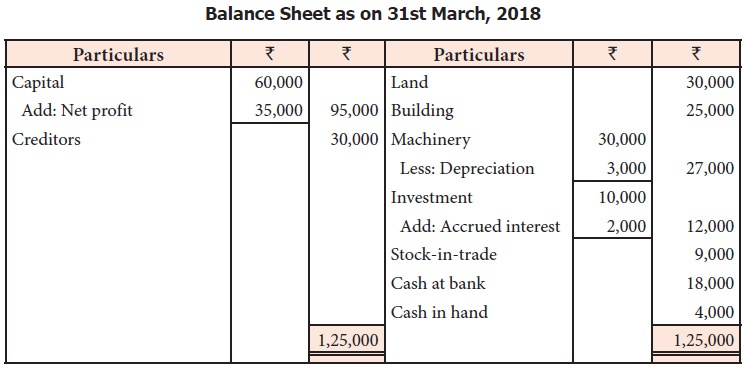 Balance Sheet as on 31st March, 2018
Particulars ₹ ₹ Particulars ₹ ₹
Capital 60,000 Land 30,000
Add: Net profit 35,000 95,000 Building 25,000
Creditors 30,000 Machinery 30,000
Less: Depreciation 3,000 27,000
Investment 10,000
Add: Accrued interest 2,000 12,000
Stock-in-trade 9,000
Cash at bank 18,000
Cash in hand 4,000
1,25,000 1,25,000